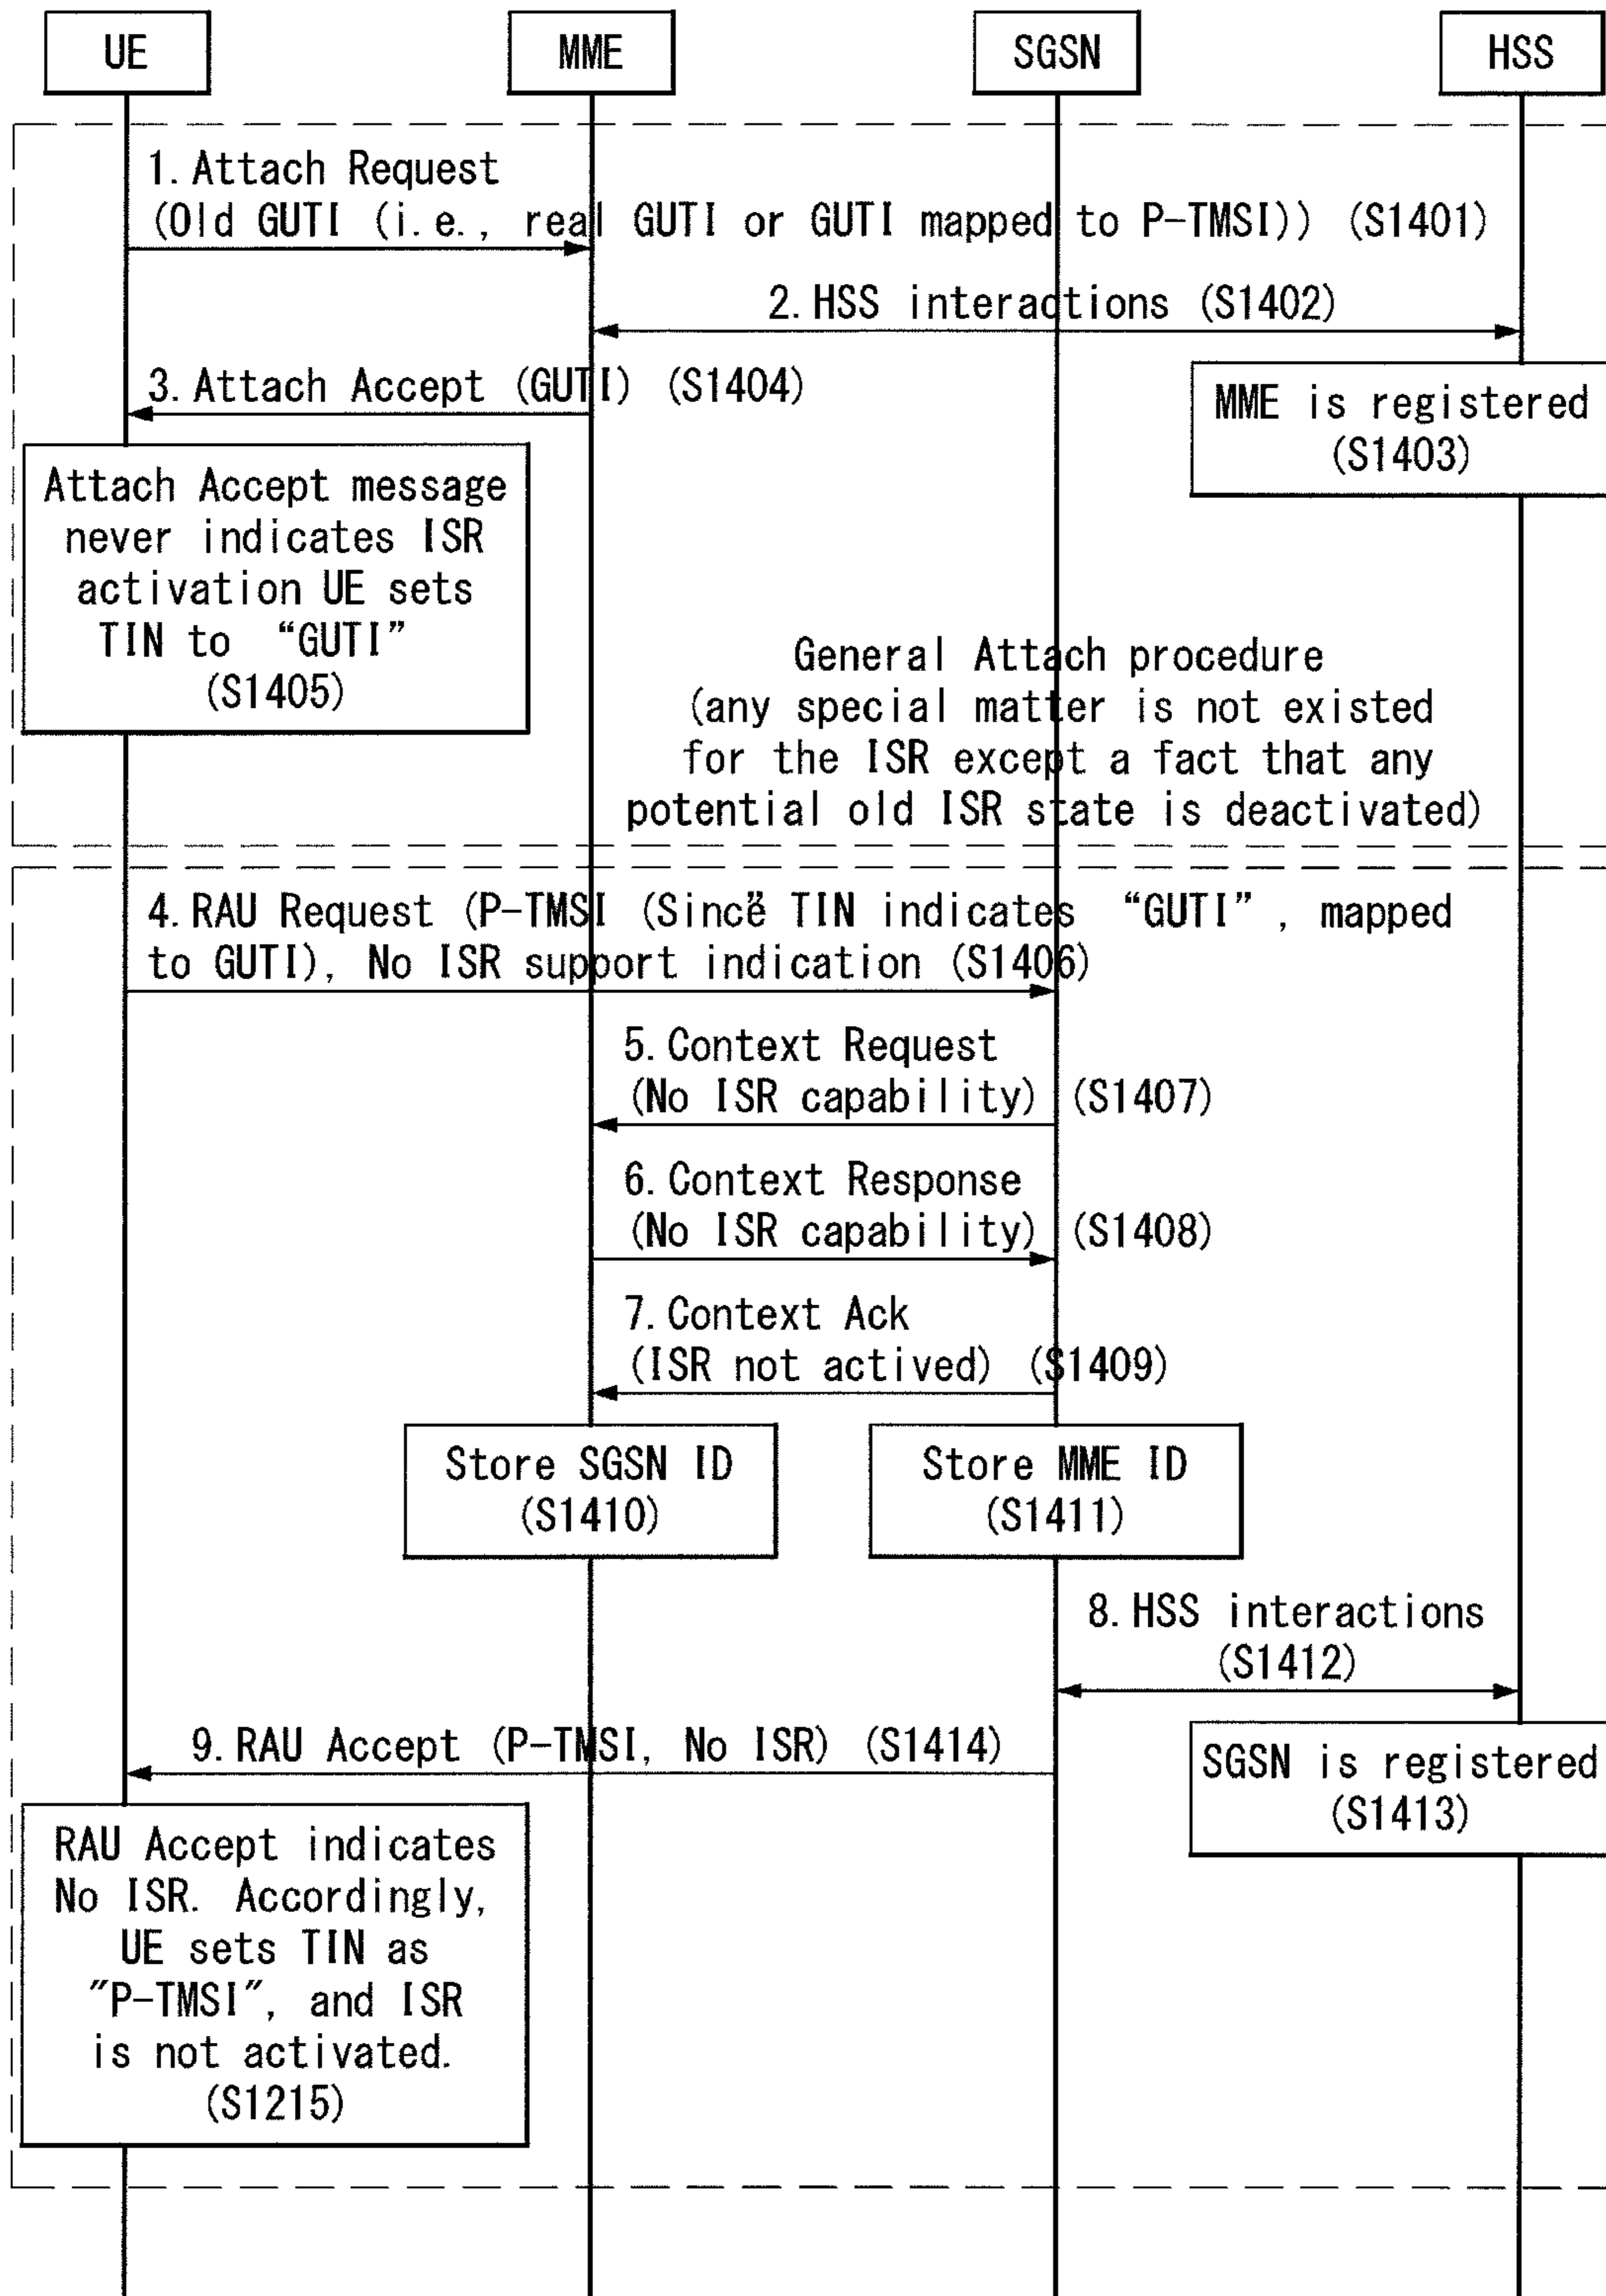 UE
MME
SGSN
HSS
1. Attach Request
(Old GUTI (i.e., real GUTI or GUTI mapped to P-TMSI)) (S1401)
2. HSS interactions (S1402)
3. Attach Accept (GUTI) (S1404)
MME is registered
(S1403)
Attach Accept message
never indicates ISR
activation UE sets
TIN to “GUTI”
(S1405)
General Attach procedure
(any special matter is not existed
for the ISR except a fact that any
potential old ISR state is deactivated)
4. RAU Request (P-TMSI (Since TIN indicates “GUTI”, mapped
to GUTI), No ISR support indication (S1406)
5. Context Request
(No ISR capability) (S1407)
6. Context Response
(No ISR capability) (S1408)
7. Context Ack
(ISR not actived) (S1409)
Store SGSN ID
(S1410)
Store MME ID
(S1411)
8. HSS interactions
(S1412)
9. RAU Accept (P-TMSI, No ISR) (S1414)
SGSN is registered
(S1413)
RAU Accept indicates
No ISR. Accordingly,
UE sets TIN as
"P-TMSI", and ISR
is not activated.
(S1215)